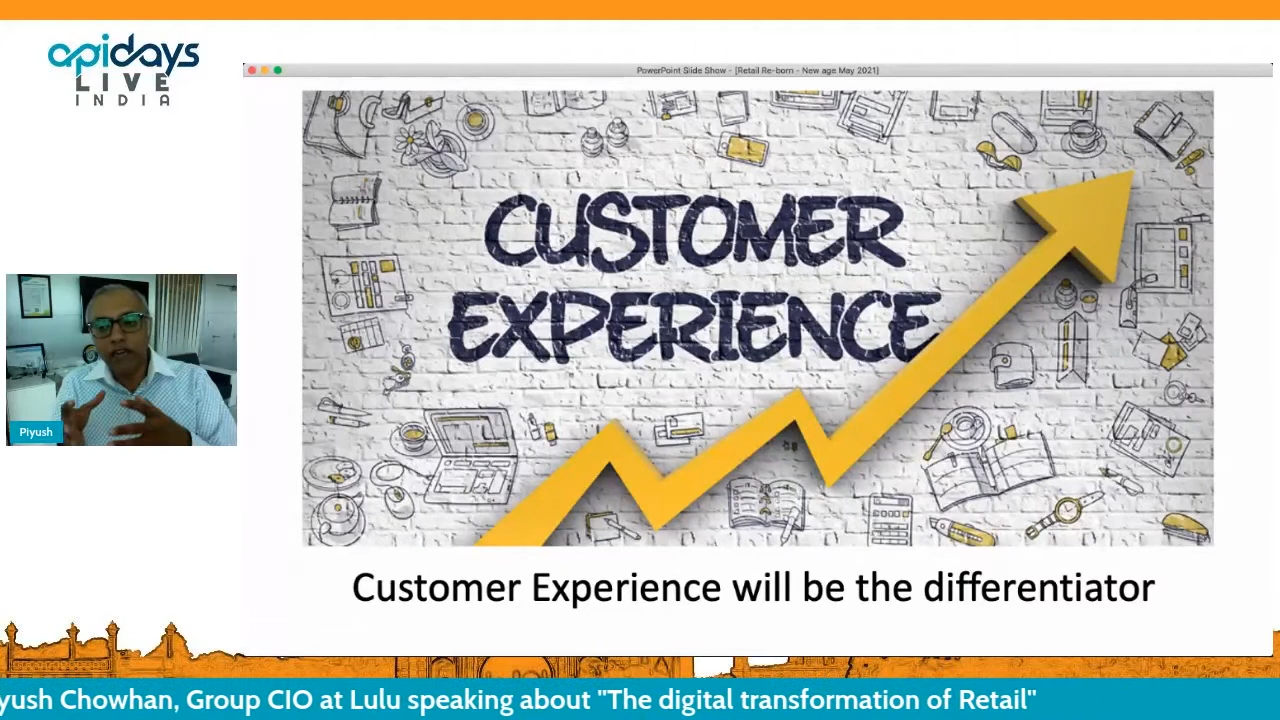 apidays
LIVE
INDIA
PowerPoint Slide Show - [Retail Re-born - New age May 2021]
CUSTOMER
EXPERIENCE
Piyush
Customer Experience will be the differentiator
yush Chowhan, Group CIO at Lulu speaking about "The digital transformation of Retail"